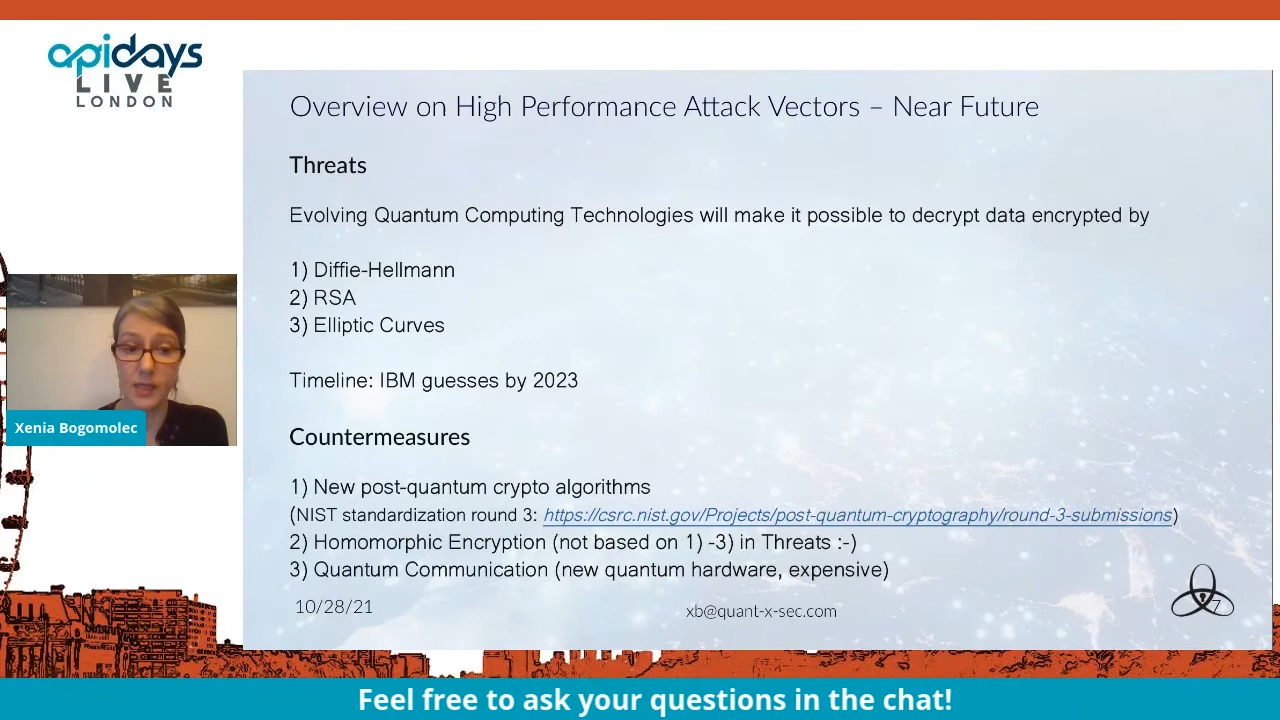 apidays
LIVE
LONDON
Overview on High Performance Attack Vectors – Near Future
Threats
Evolving Quantum Computing Technologies will make it possible to decrypt data encrypted by
1) Diffie-Hellmann
2) RSA
3) Elliptic Curves
Timeline: IBM guesses by 2023
Countermeasures
1) New post-quantum crypto algorithms
(NIST standardization round 3: https://csrc.nist.gov/Projects/post-quantum-cryptography/round-3-submissions)
2) Homomorphic Encryption (not based on 1) -3) in Threats :-)
3) Quantum Communication (new quantum hardware, expensive)
10/28/21
xb@quant-x-sec.com
7
Xenia Bogomolec
Feel free to ask your questions in the chat!